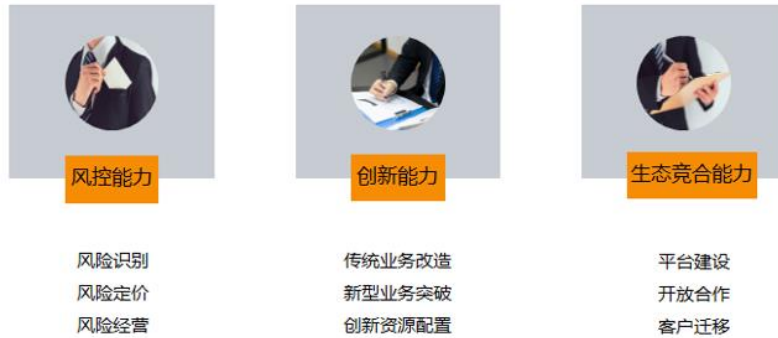 风控能力
风险识别
风险定价
风险经营
创新能力
传统业务改造
新型业务突破
创新资源配置
生态竞合能力
平台建设
开放合作
客户迁移